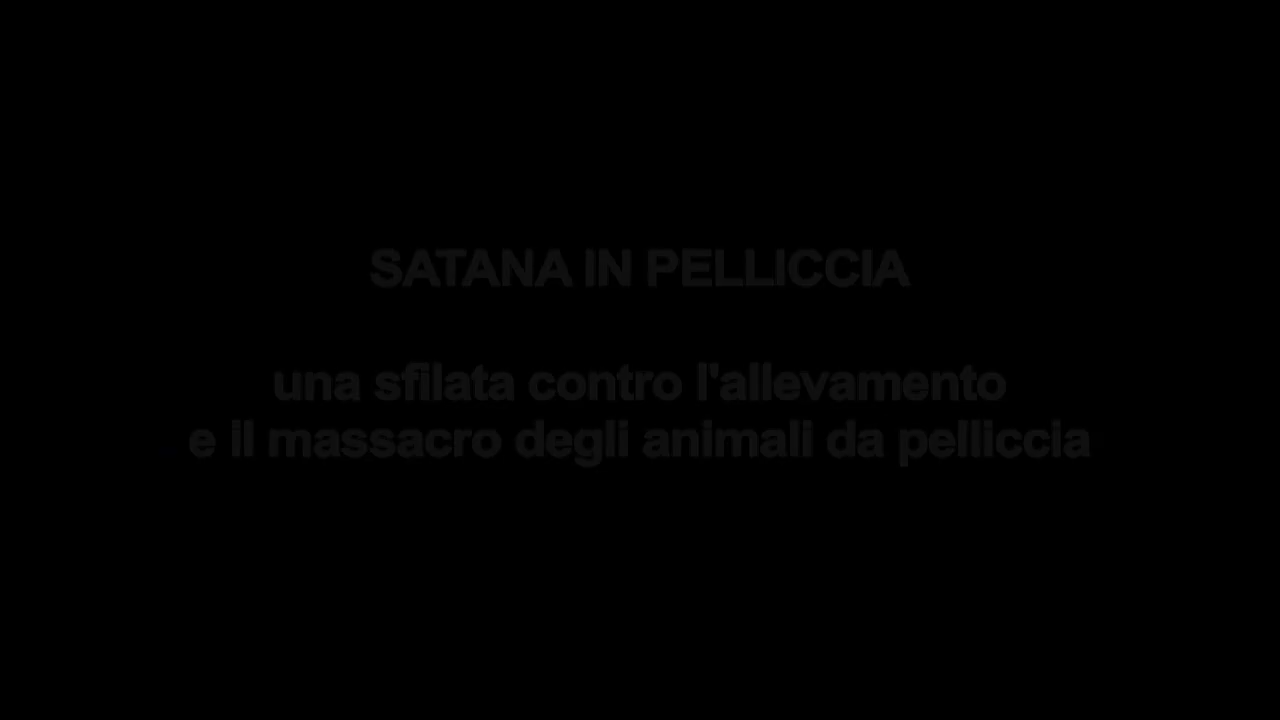 SATANA IN PELLICCIA
una sfilata contro l'allevamento
e il massacro degli animali da pelliccia